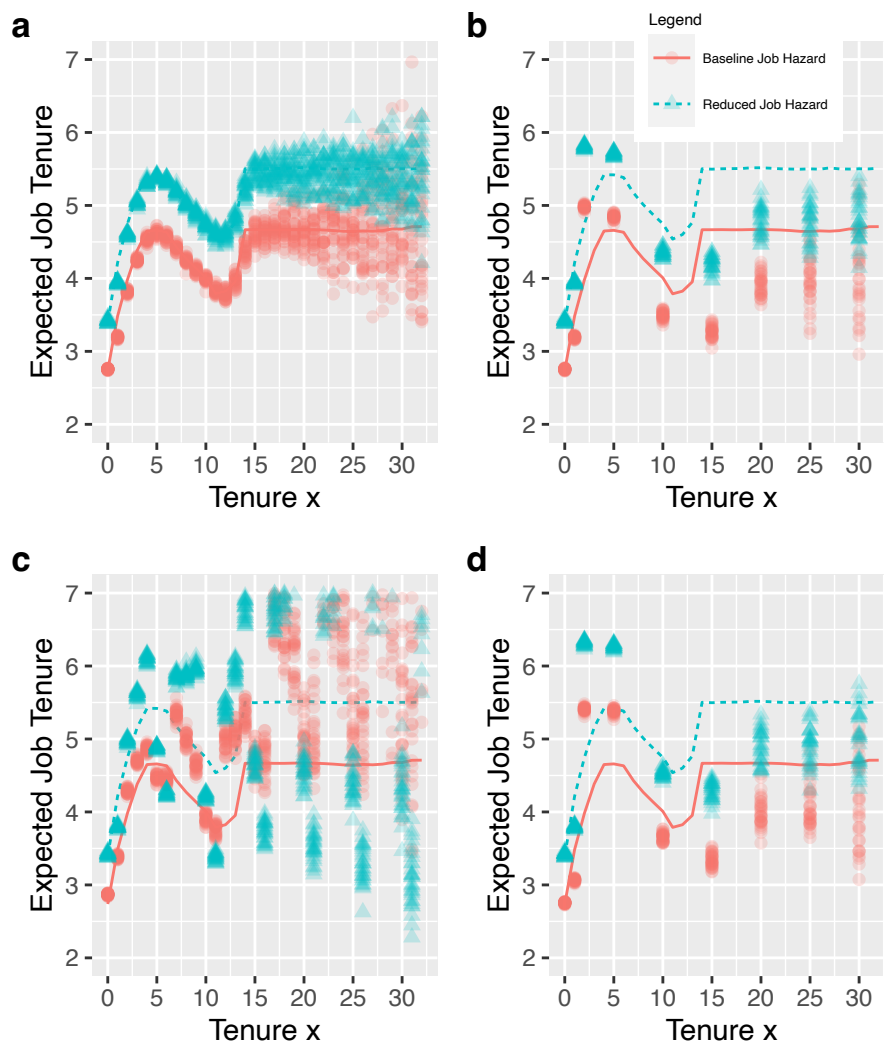 a
b
Legend
Baseline Job Hazard
Reduced Job Hazard
Expected Job Tenure
7
6
5
4
3
2
0 5 10 15 20 25 30
Tenure x
Expected Job Tenure
7
6
5
4
3
2
0 5 10 15 20 25 30
Tenure x
c
d
Expected Job Tenure
7
6
5
4
3
2
0 5 10 15 20 25 30
Tenure x
Expected Job Tenure
7
6
5
4
3
2
0 5 10 15 20 25 30
Tenure x